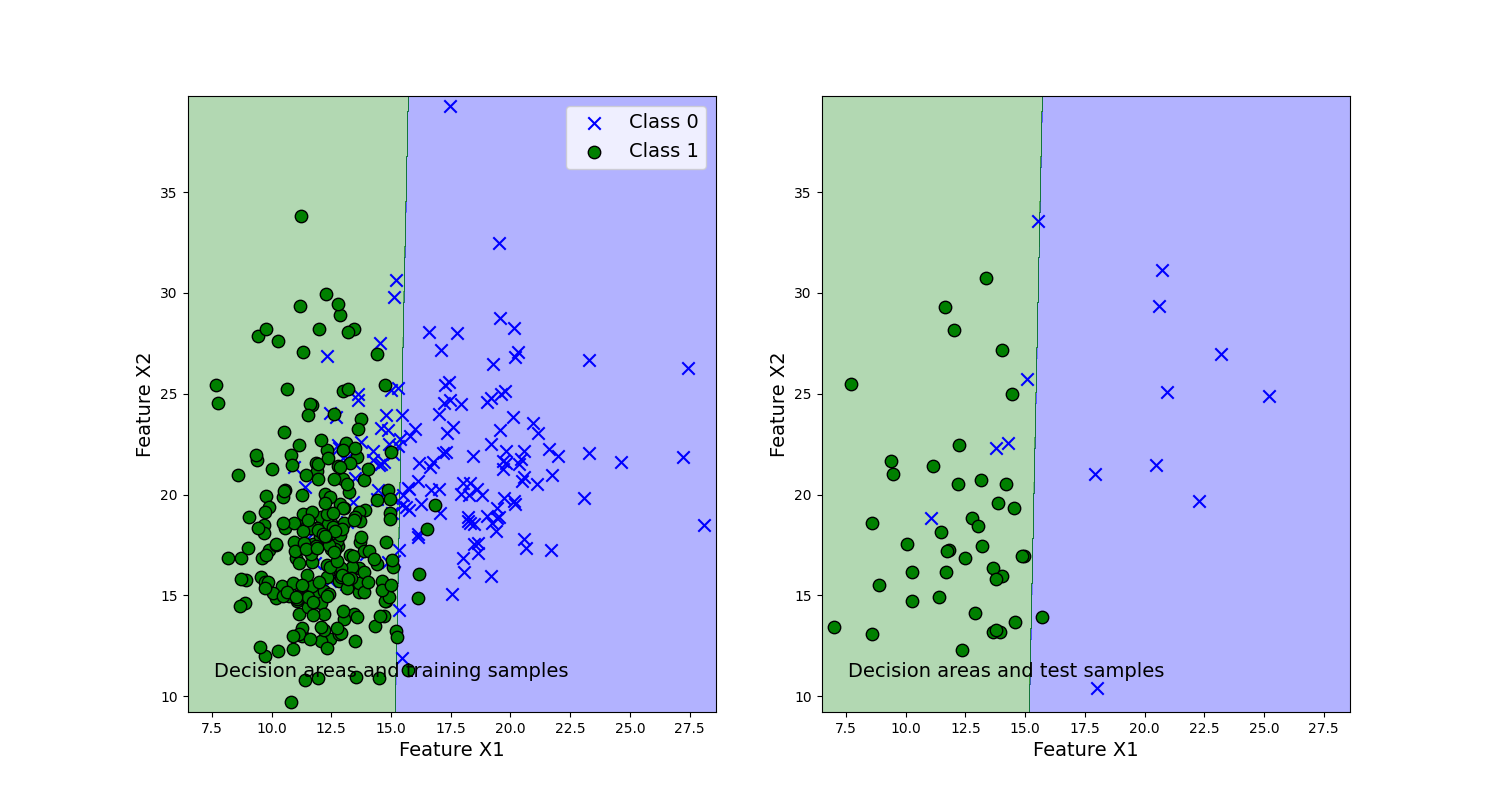 Class 0
Class 1
Feature X2
35
30
25
20
15
10
Decision areas and training samples
7.5 10.0 12.5 15.0 17.5 20.0 22.5 25.0 27.5
Feature X1
Feature X2
35
30
25
20
15
10
Decision areas and test samples
7.5 10.0 12.5 15.0 17.5 20.0 22.5 25.0 27.5
Feature X1